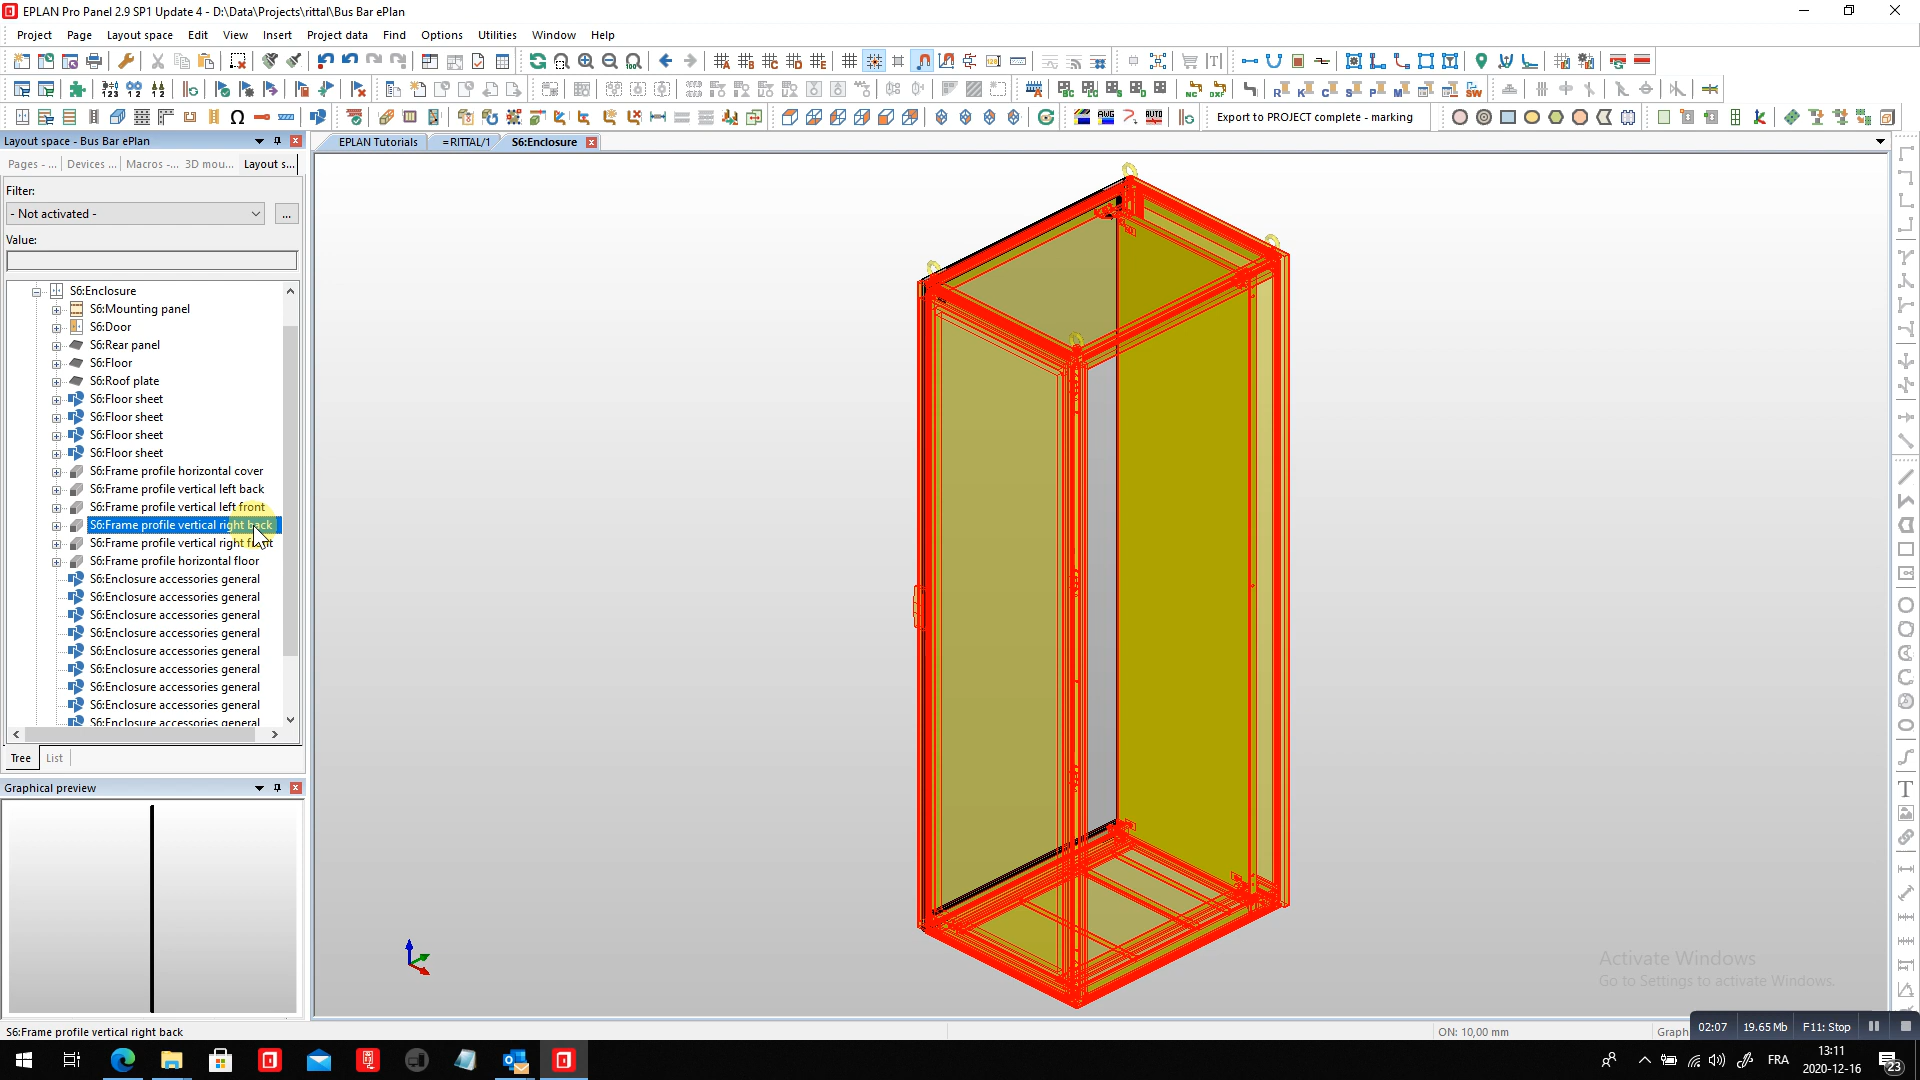 EPLAN Pro Panel 2.9 SP1 Update 4 - D:\Data\Projects\rittal\Bus Bar ePlan
Project Page Layout space Edit View Insert Project data Find Options Utilities Window Help
Export to PROJECT complete - marking
Layout space - Bus Bar ePlan
EPLAN Tutorials =RITTAL/1 S6:Enclosure
Pages - ... Devices ... Macros -... 3D mou... Layout s...
Filter:
- Not activated - ...
Value:
S6:Enclosure
S6:Mounting panel
S6:Door
S6:Rear panel
S6:Floor
S6:Roof plate
S6:Floor sheet
S6:Floor sheet
S6:Floor sheet
S6:Floor sheet
S6:Frame profile horizontal cover
S6:Frame profile vertical left back
S6:Frame profile vertical left front
S6:Frame profile vertical right back
S6:Frame profile vertical right front
S6:Frame profile horizontal floor
S6:Enclosure accessories general
S6:Enclosure accessories general
S6:Enclosure accessories general
S6:Enclosure accessories general
S6:Enclosure accessories general
S6:Enclosure accessories general
S6:Enclosure accessories general
S6:Enclosure accessories general
S6:Enclosure accessories general
Tree List
Graphical preview
Activate Windows
Go to Settings to activate Windows.
S6:Frame profile vertical right back
ON: 10,00 mm
Graph
02:07 19.65 Mb F11: Stop
FRA
13:11
2020-12-16
23